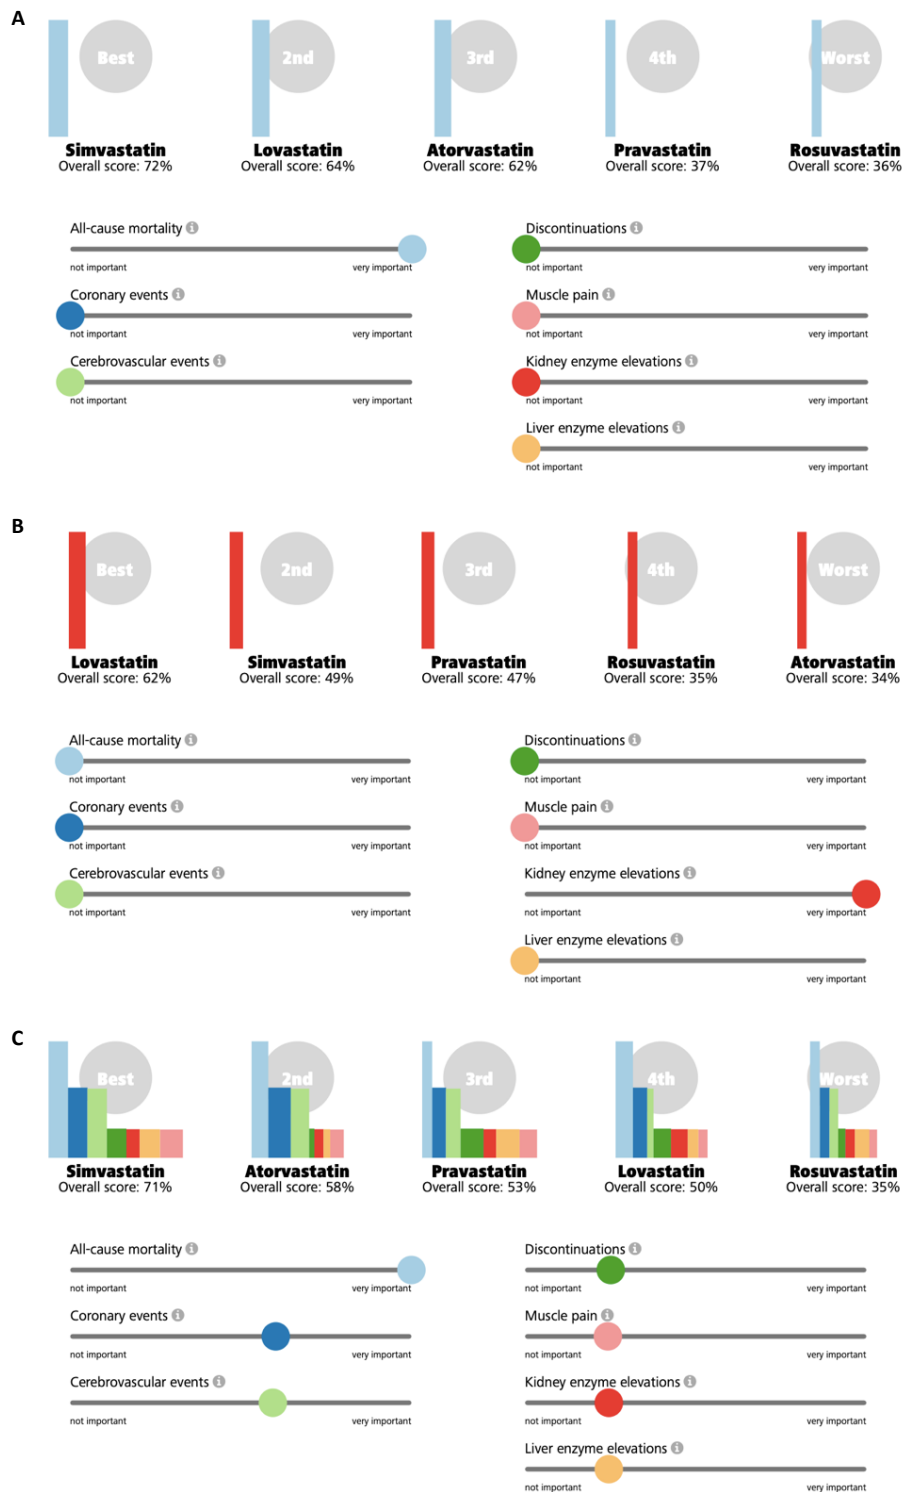 A
Best 2nd 3rd 4th Worst
Simvastatin Lovastatin Atorvastatin Pravastatin Rosuvastatin
Overall score: 72% Overall score: 64% Overall score: 62% Overall score: 37% Overall score: 36%
All-cause mortality i Discontinuations i
not important very important not important very important
Coronary events i Muscle pain i
not important very important not important very important
Cerebrovascular events i Kidney enzyme elevations i
not important very important not important very important
Liver enzyme elevations i
not important very important
B
Best 2nd 3rd 4th Worst
Lovastatin Simvastatin Pravastatin Rosuvastatin Atorvastatin
Overall score: 62% Overall score: 49% Overall score: 47% Overall score: 35% Overall score: 34%
All-cause mortality i Discontinuations i
not important very important not important very important
Coronary events i Muscle pain i
not important very important not important very important
Cerebrovascular events i Kidney enzyme elevations i
not important very important not important very important
Liver enzyme elevations i
not important very important
C
Best 2nd 3rd 4th Worst
Simvastatin Atorvastatin Pravastatin Lovastatin Rosuvastatin
Overall score: 71% Overall score: 58% Overall score: 53% Overall score: 50% Overall score: 35%
All-cause mortality i Discontinuations i
not important very important not important very important
Coronary events i Muscle pain i
not important very important not important very important
Cerebrovascular events i Kidney enzyme elevations i
not important very important not important very important
Liver enzyme elevations i
not important very important